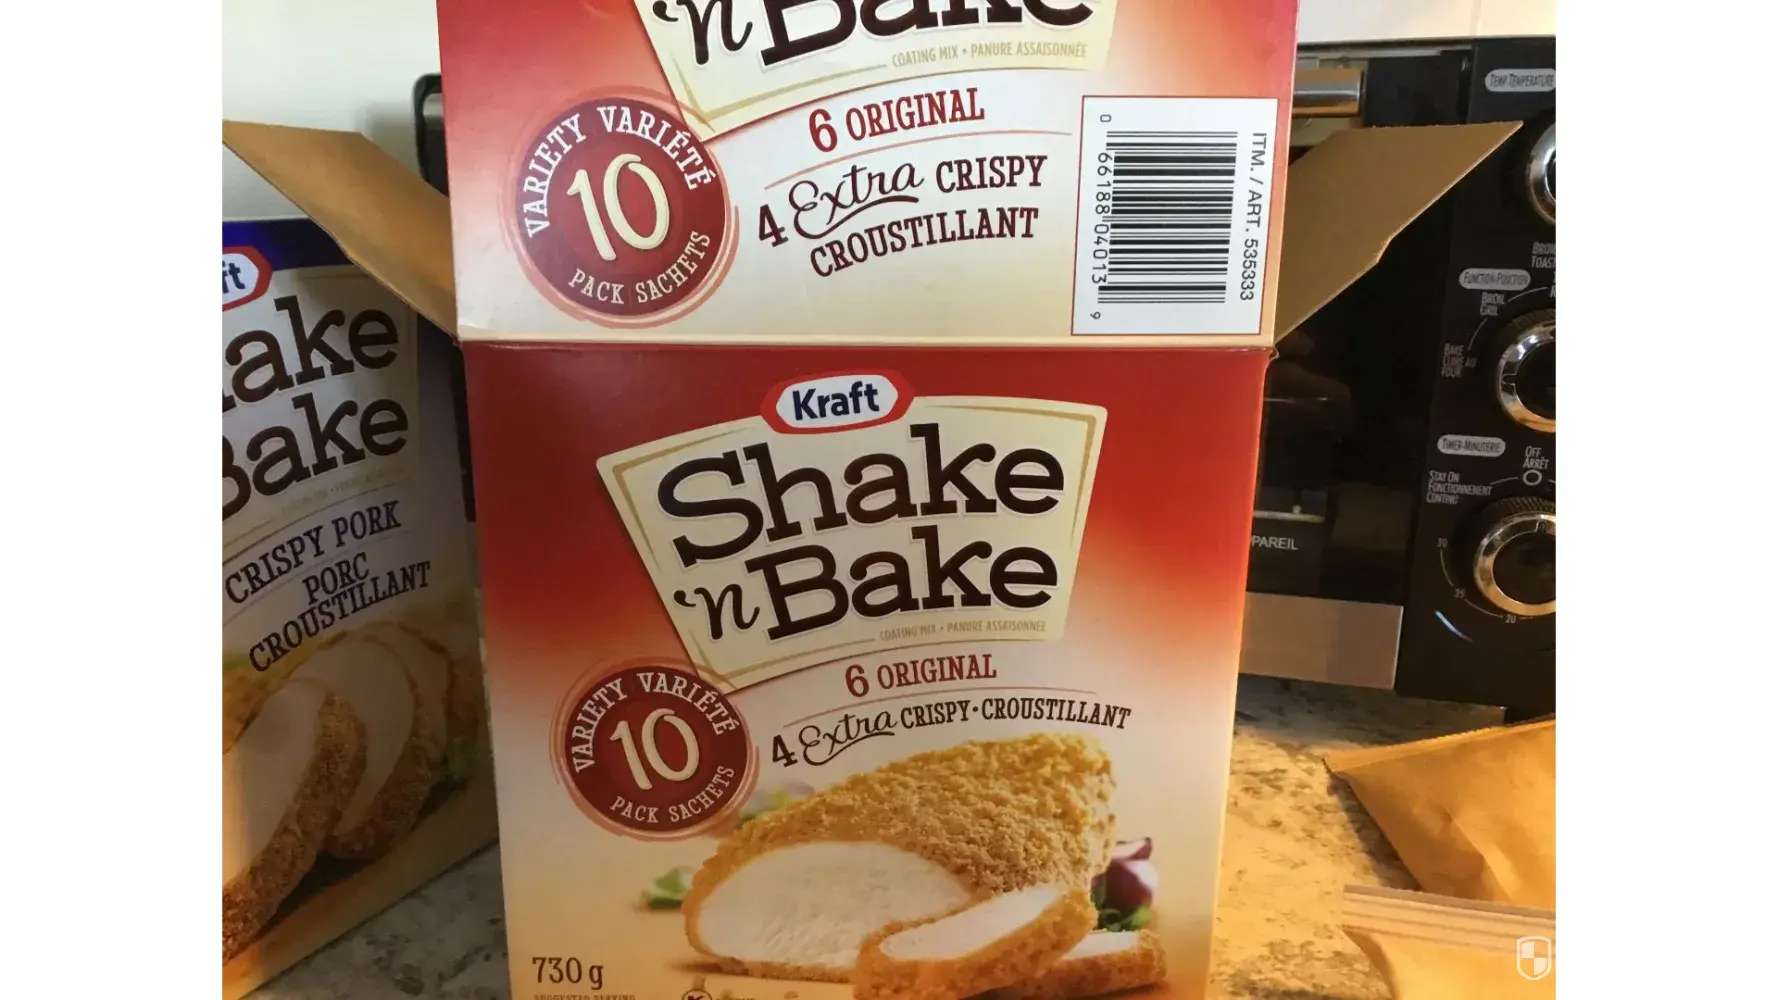 'n Bake
COATING MIX • PANURE ASSAISONNÉE
VARIETY VARIÉTÉ
10
PACK SACHETS
6 ORIGINAL
4 Extra CRISPY
CROUSTILLANT
0 66188 04013 9
ITM. / ART. 535333
Kraft
Shake
'n Bake
COATING MIX • PANURE ASSAISONNÉE
VARIETY VARIÉTÉ
10
PACK SACHETS
6 ORIGINAL
4 Extra CRISPY • CROUSTILLANT
730 g
ft
ake
Bake
CRISPY PORK
PORC
CROUSTILLANT
TEMP-TEMPERATURE
FUNCTION-FONCTION
BROIL
GRIL
BAKE
CUIRE AU
FOUR
TIMER-MINUTERIE
OFF
ARRÊT
STAY ON
FONCTIONNEMENT
CONTINU
PAREIL